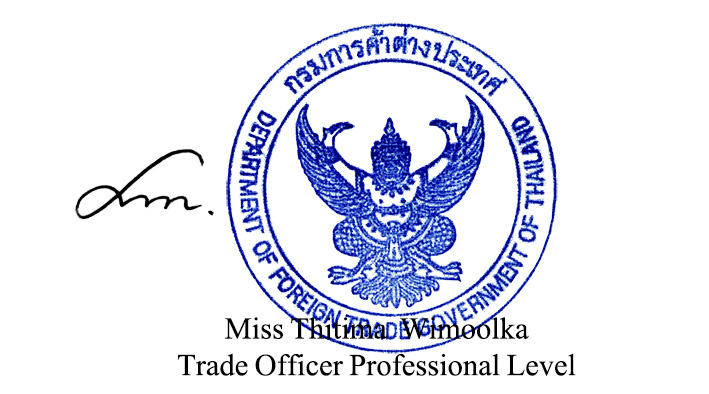 กรมการค้าต่างประเทศ
DEPARTMENT OF FOREIGN TRADE GOVERNMENT OF THAILAND
Miss Thitima Wimoolka
Trade Officer Professional Level